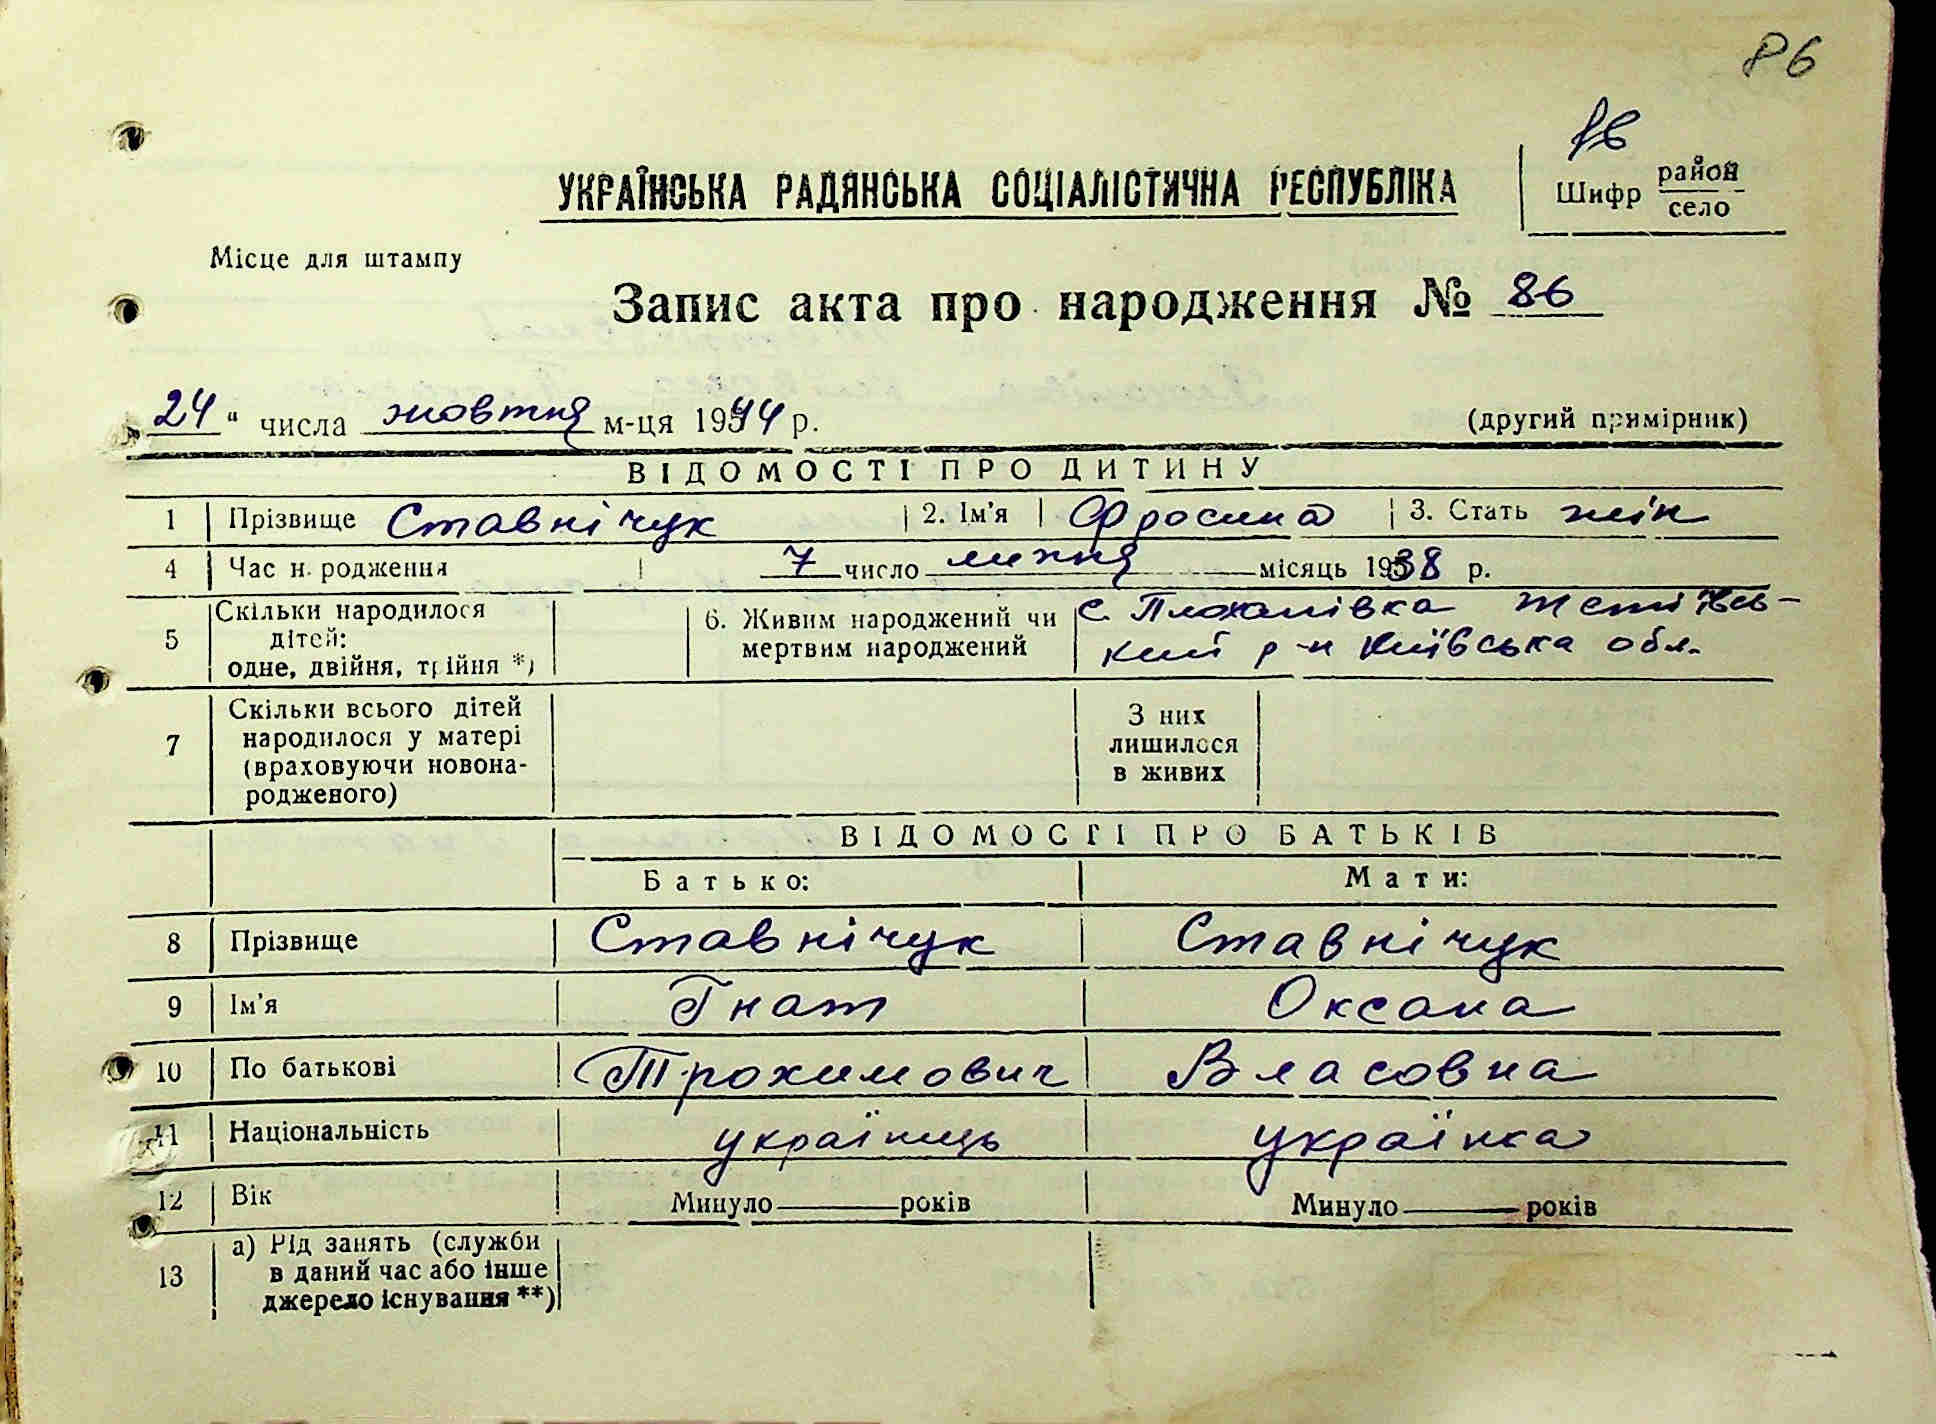 86
УКРАЇНСЬКА РАДЯНСЬКА СОЦІАЛІСТИЧНА РЕСПУБЛІКА
Шифр район
село
Місце для штампу
Запис акта про народження № 86
„24“ числа жовтня м-ця 1944 р. (другий примірник)
ВІДОМОСТІ ПРО ДИТИНУ
1 Прізвище Ставнічук 2. Ім'я Фросина 3. Стать жін
4 Час народження 7 число липня місяць 1938 р.
5 Скільки народилося дітей: одне, двійня, трійня *)
6. Живим народжений чи мертвим народжений
с. Плоханівка Тетіївсь-
кий р-н Київська обл.
7 Скільки всього дітей народилося у матері (враховуючи новона-родженого)
З них лишилося в живих
ВІДОМОСТІ ПРО БАТЬКІВ
Батько: Мати:
8 Прізвище Ставнічук Ставнічук
9 Ім'я Гнат Оксана
10 По батькові Трохимович Власовна
11 Національність українець українка
12 Вік Минуло років Минуло років
13 а) Рід занять (служби
в даний час або інше
джерело існування **)